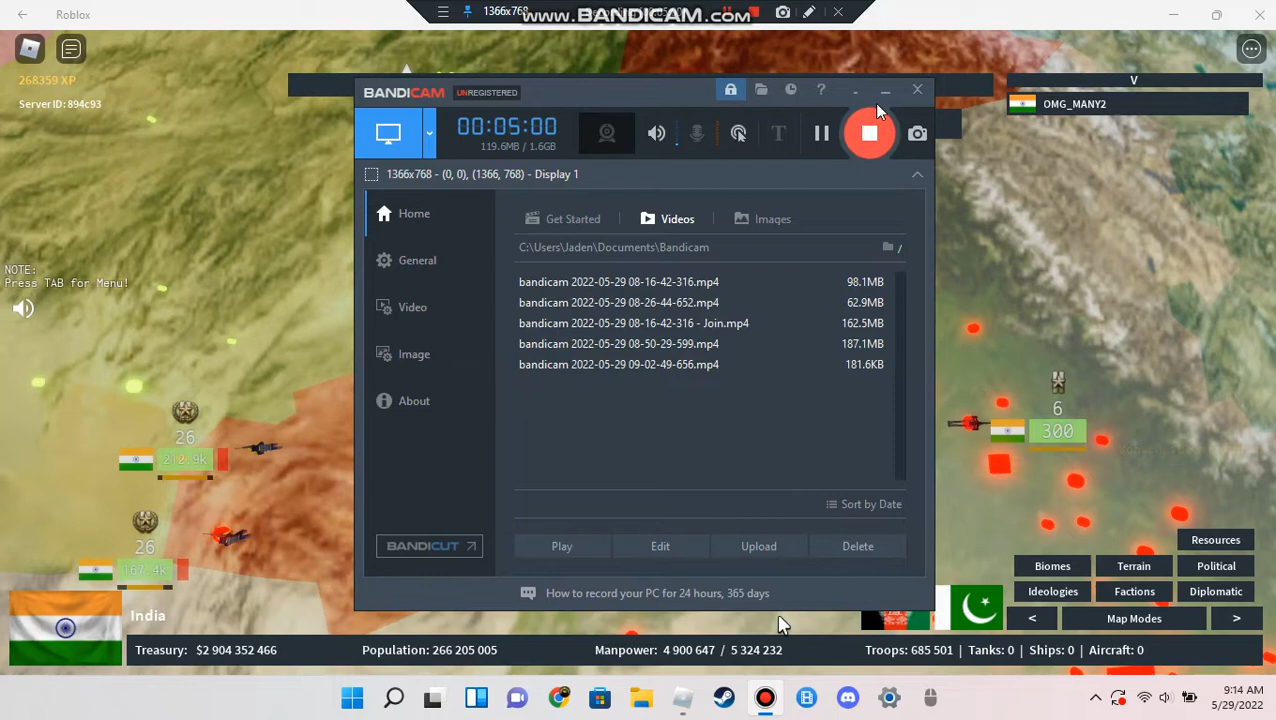 Roblox
1366x768
www.BANDICAM.com
268359 XP
Server ID: 894c93
V
OMG_MANY2
BANDICAM UNREGISTERED
00:05:00
119.6MB / 1.6GB
1366x768 - (0, 0), (1366, 768) - Display 1
Home
General
Video
Image
About
BANDICUT
Get Started
Videos
Images
C:\Users\Jaden\Documents\Bandicam
bandicam 2022-05-29 08-16-42-316.mp4 98.1MB
bandicam 2022-05-29 08-26-44-652.mp4 62.9MB
bandicam 2022-05-29 08-16-42-316 - Join.mp4 162.5MB
bandicam 2022-05-29 08-50-29-599.mp4 187.1MB
bandicam 2022-05-29 09-02-49-656.mp4 181.6KB
Sort by Date
Play Edit Upload Delete
How to record your PC for 24 hours, 365 days
NOTE:
Press TAB for Menu!
26
212.9k
26
167.4k
6
300
Resources
Biomes Terrain Political
Ideologies Factions Diplomatic
< Map Modes >
India
Treasury: $2 904 352 466 Population: 266 205 005 Manpower: 4 900 647 / 5 324 232 Troops: 685 501 | Tanks: 0 | Ships: 0 | Aircraft: 0
9:14 AM
5/29/2022